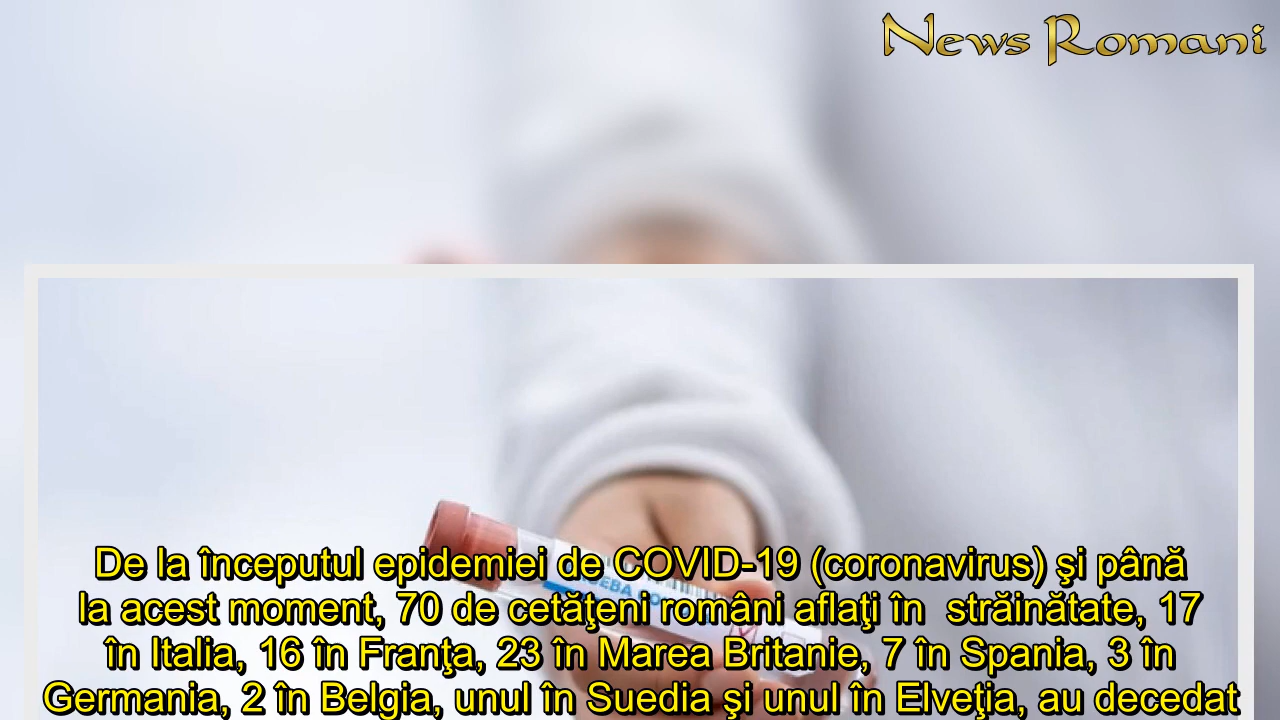 News Romani
De la începutul epidemiei de COVID-19 (coronavirus) şi până
la acest moment, 70 de cetăţeni români aflaţi în străinătate, 17
în Italia, 16 în Franţa, 23 în Marea Britanie, 7 în Spania, 3 în
Germania, 2 în Belgia, unul în Suedia şi unul în Elveţia, au decedat